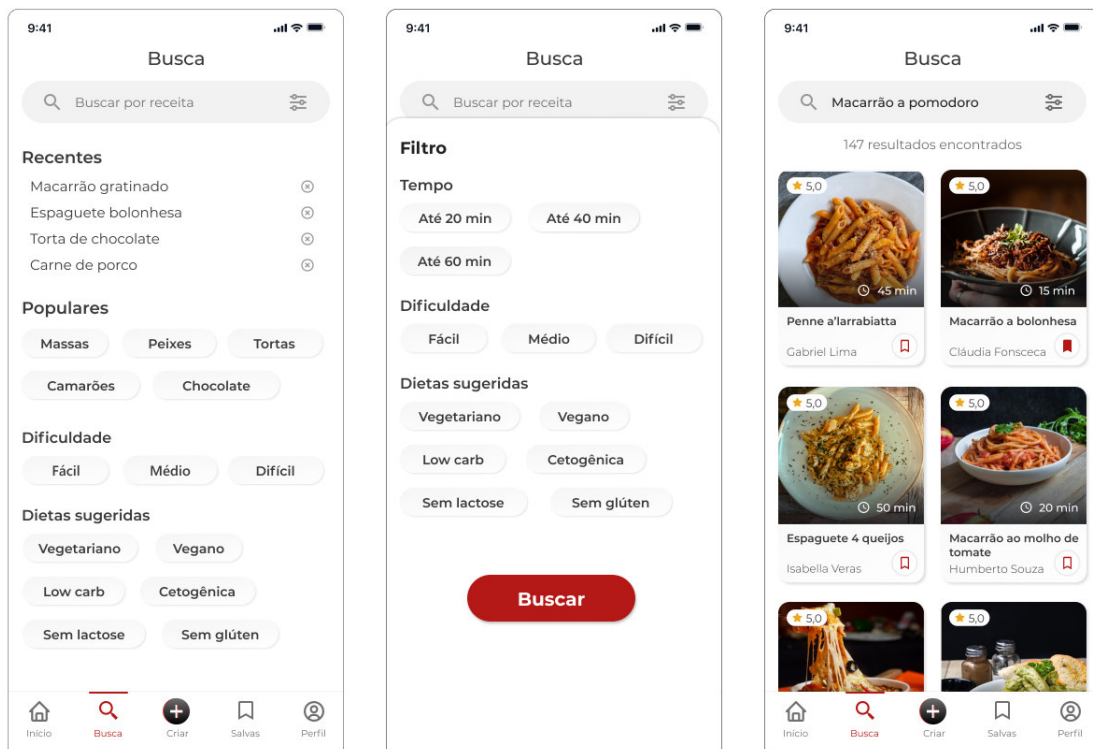 9:41
Busca
Buscar por receita
Recentes
Macarrão gratinado
Espaguete bolonhesa
Torta de chocolate
Carne de porco
Populares
Massas Peixes Tortas
Camarões Chocolate
Dificuldade
Fácil Médio Difícil
Dietas sugeridas
Vegetariano Vegano
Low carb Cetogênica
Sem lactose Sem glúten
Início Busca Criar Salvas Perfil
9:41
Busca
Buscar por receita
Filtro
Tempo
Até 20 min Até 40 min
Até 60 min
Dificuldade
Fácil Médio Difícil
Dietas sugeridas
Vegetariano Vegano
Low carb Cetogênica
Sem lactose Sem glúten
Buscar
9:41
Busca
Macarrão a pomodoro
147 resultados encontrados
5,0 5,0
45 min 15 min
Penne a'larrabiatta Macarrão a bolonhesa
Gabriel Lima Cláudia Fonsceca
5,0 5,0
50 min 20 min
Espaguete 4 queijos Macarrão ao molho de
tomate
Isabella Veras Humberto Souza
5,0 5,0
Início Busca Criar Salvas Perfil